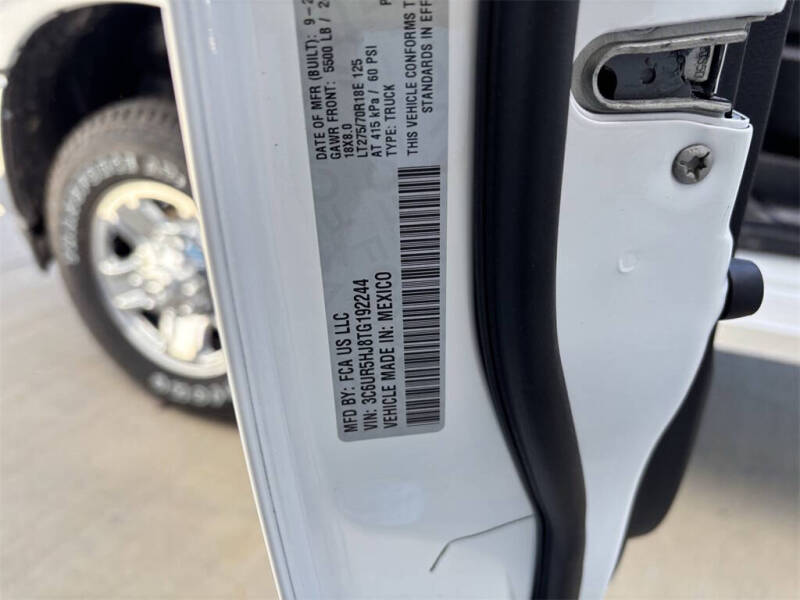 MFD BY: FCA US LLC
DATE OF MFR (BUILT): 9-2
GAWR FRONT: 5500 LB / 2
18X8.0
LT275/70R18E 125
AT 415 kPa / 60 PSI
TYPE: TRUCK
THIS VEHICLE CONFORMS T
STANDARDS IN EFF
VIN: 3C6UR5HJ8TG192244
VEHICLE MADE IN: MEXICO